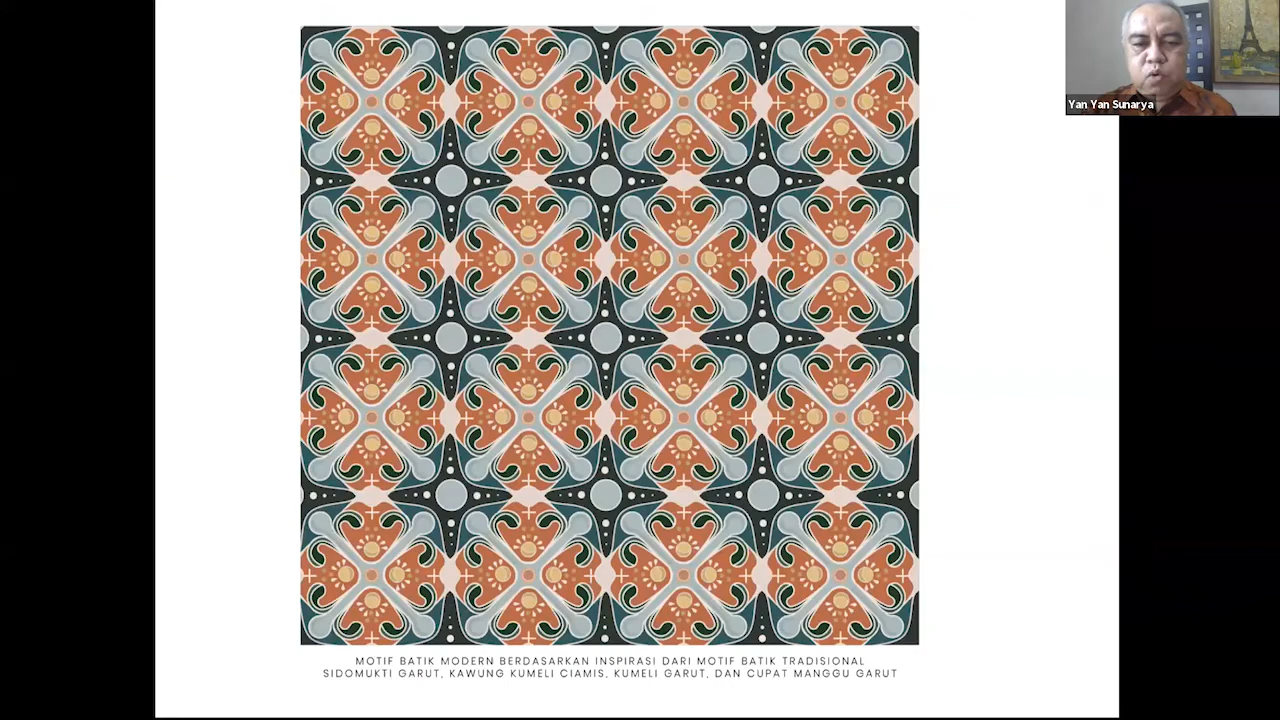 Yan Yan Sunarya
MOTIF BATIK MODERN BERDASARKAN INSPIRASI DARI MOTIF BATIK TRADISIONAL
SIDOMUKTI GARUT, KAWUNG KUMELI CIAMIS, KUMELI GARUT, DAN CUPAT MANGGU GARUT